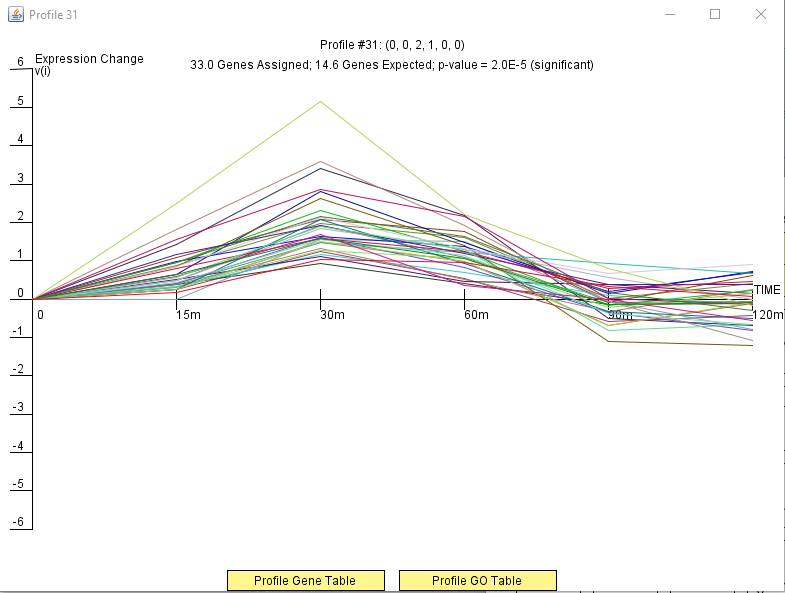 Profile 31
Profile #31: (0, 0, 2, 1, 0, 0)
33.0 Genes Assigned; 14.6 Genes Expected; p-value = 2.0E-5 (significant)
Expression Change
v(i)
6
5
4
3
2
1
0
-1
-2
-3
-4
-5
-6
TIME
0 15m 30m 60m 90m 120m
Profile Gene Table
Profile GO Table